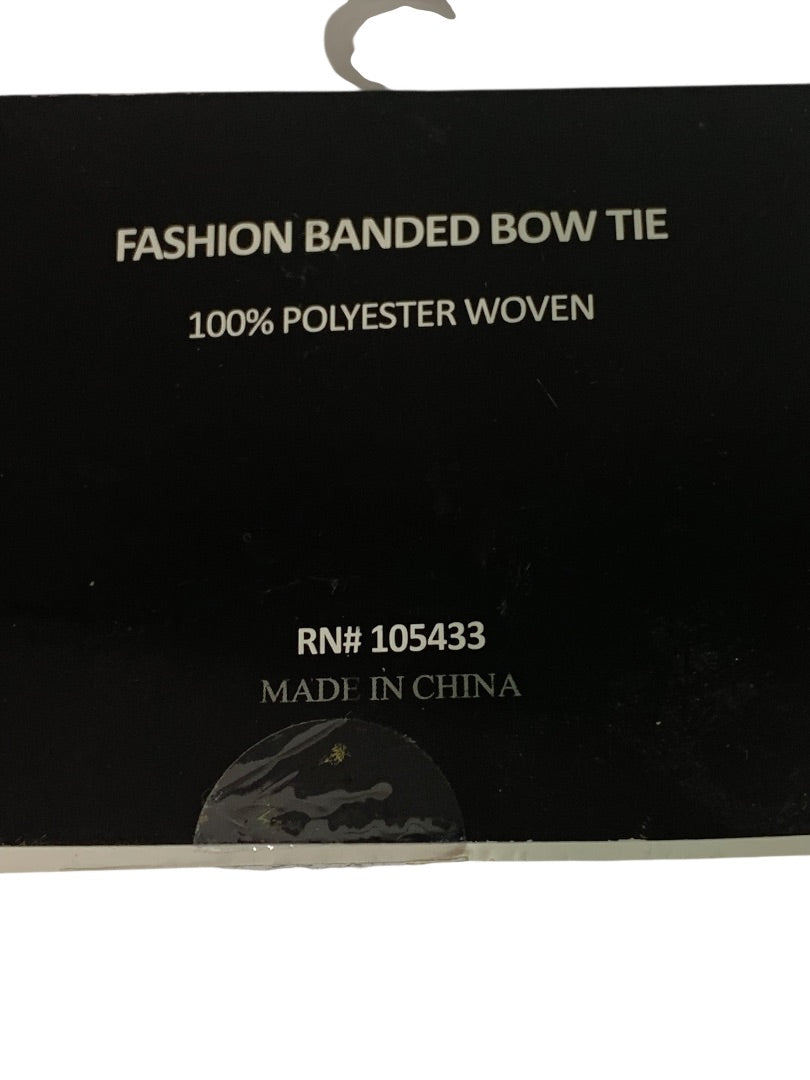 FASHION BANDED BOW TIE
100% POLYESTER WOVEN
RN# 105433
MADE IN CHINA